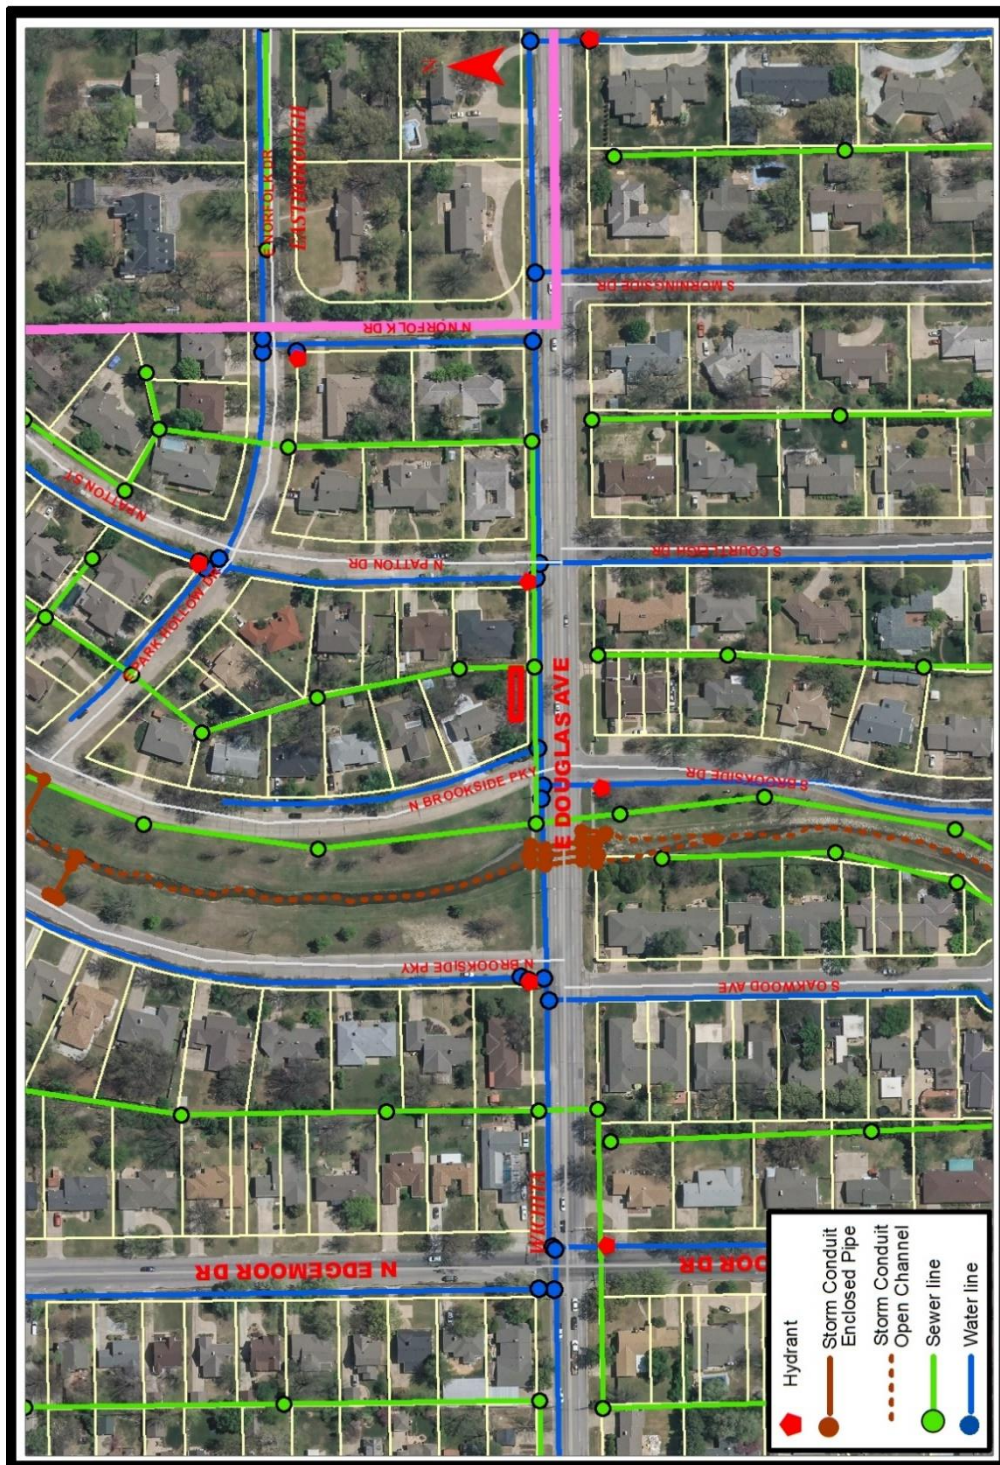 N
NORFOLK DR
EASTBOROUGH
S MORNINGSIDE DR
N NORFOLK DR
N PATTON ST
S COURTLEIGH DR
N PATTON DR
PARK HOLLOW DR
E DOUGLAS AVE
N BROOKSIDE PKY
S BROOKSIDE DR
N BROOKSIDE PKY
S OAKWOOD AVE
WICHITA
N EDGEMOOR DR
OOR DR
Hydrant
Storm Conduit
Enclosed Pipe
Storm Conduit
Open Channel
Sewer line
Water line